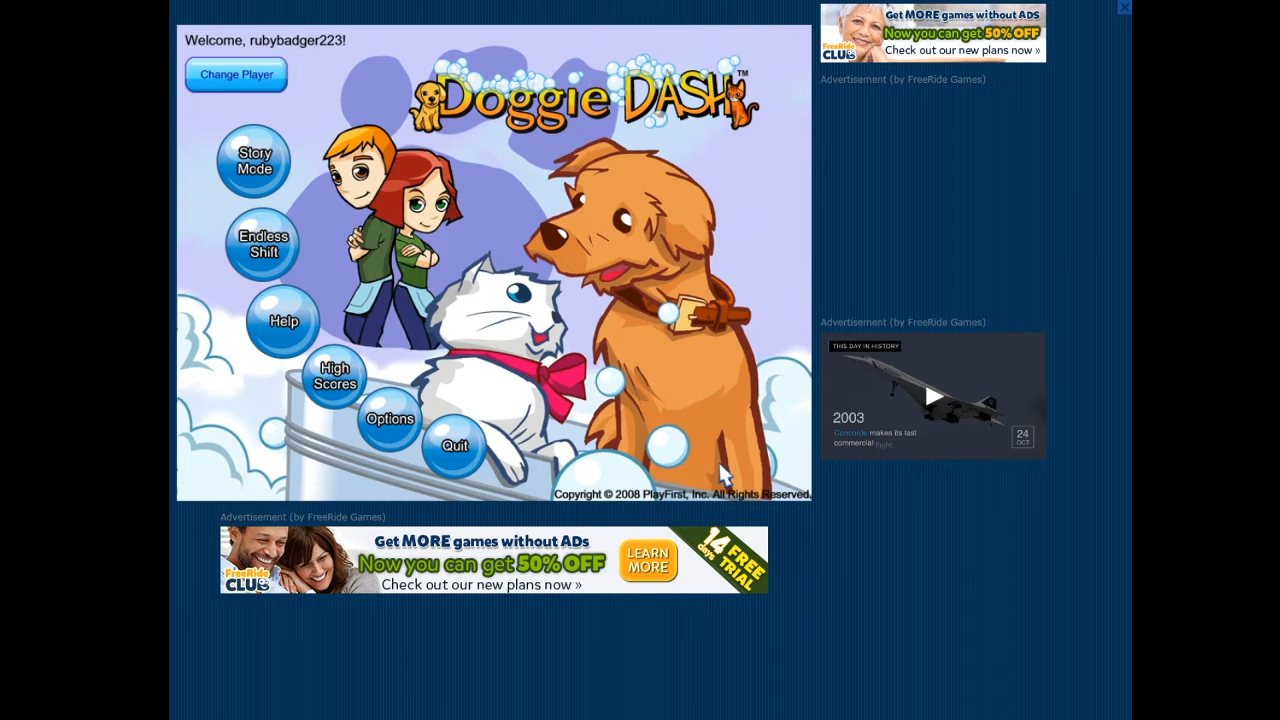 Welcome, rubybadger223!
Change Player
Doggie DASH™
Story
Mode
Endless
Shift
Help
High
Scores
Options
Quit
Copyright © 2008 PlayFirst, Inc. All Rights Reserved.
Get MORE games without ADs
Now you can get 50% OFF
Check out our new plans now »
FreeRide
CLUB
Advertisement (by FreeRide Games)
Advertisement (by FreeRide Games)
THIS DAY IN HISTORY
2003
Concorde makes its last
commercial flight.
24
OCT
Advertisement (by FreeRide Games)
Get MORE games without ADs
Now you can get 50% OFF
Check out our new plans now »
FreeRide
CLUB
LEARN
MORE
14
days
FREE
TRIAL